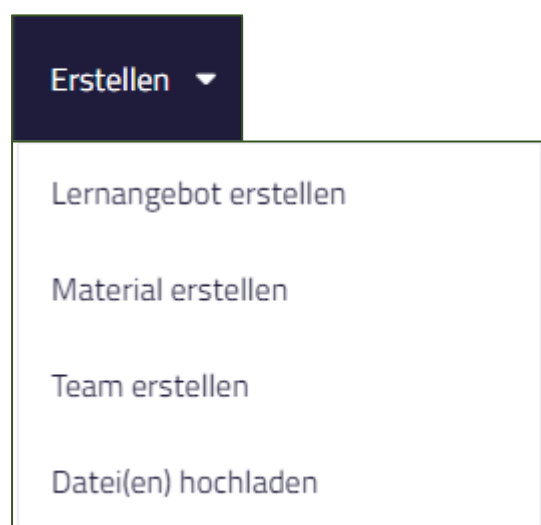 Erstellen
Lernangebot erstellen
Material erstellen
Team erstellen
Datei(en) hochladen